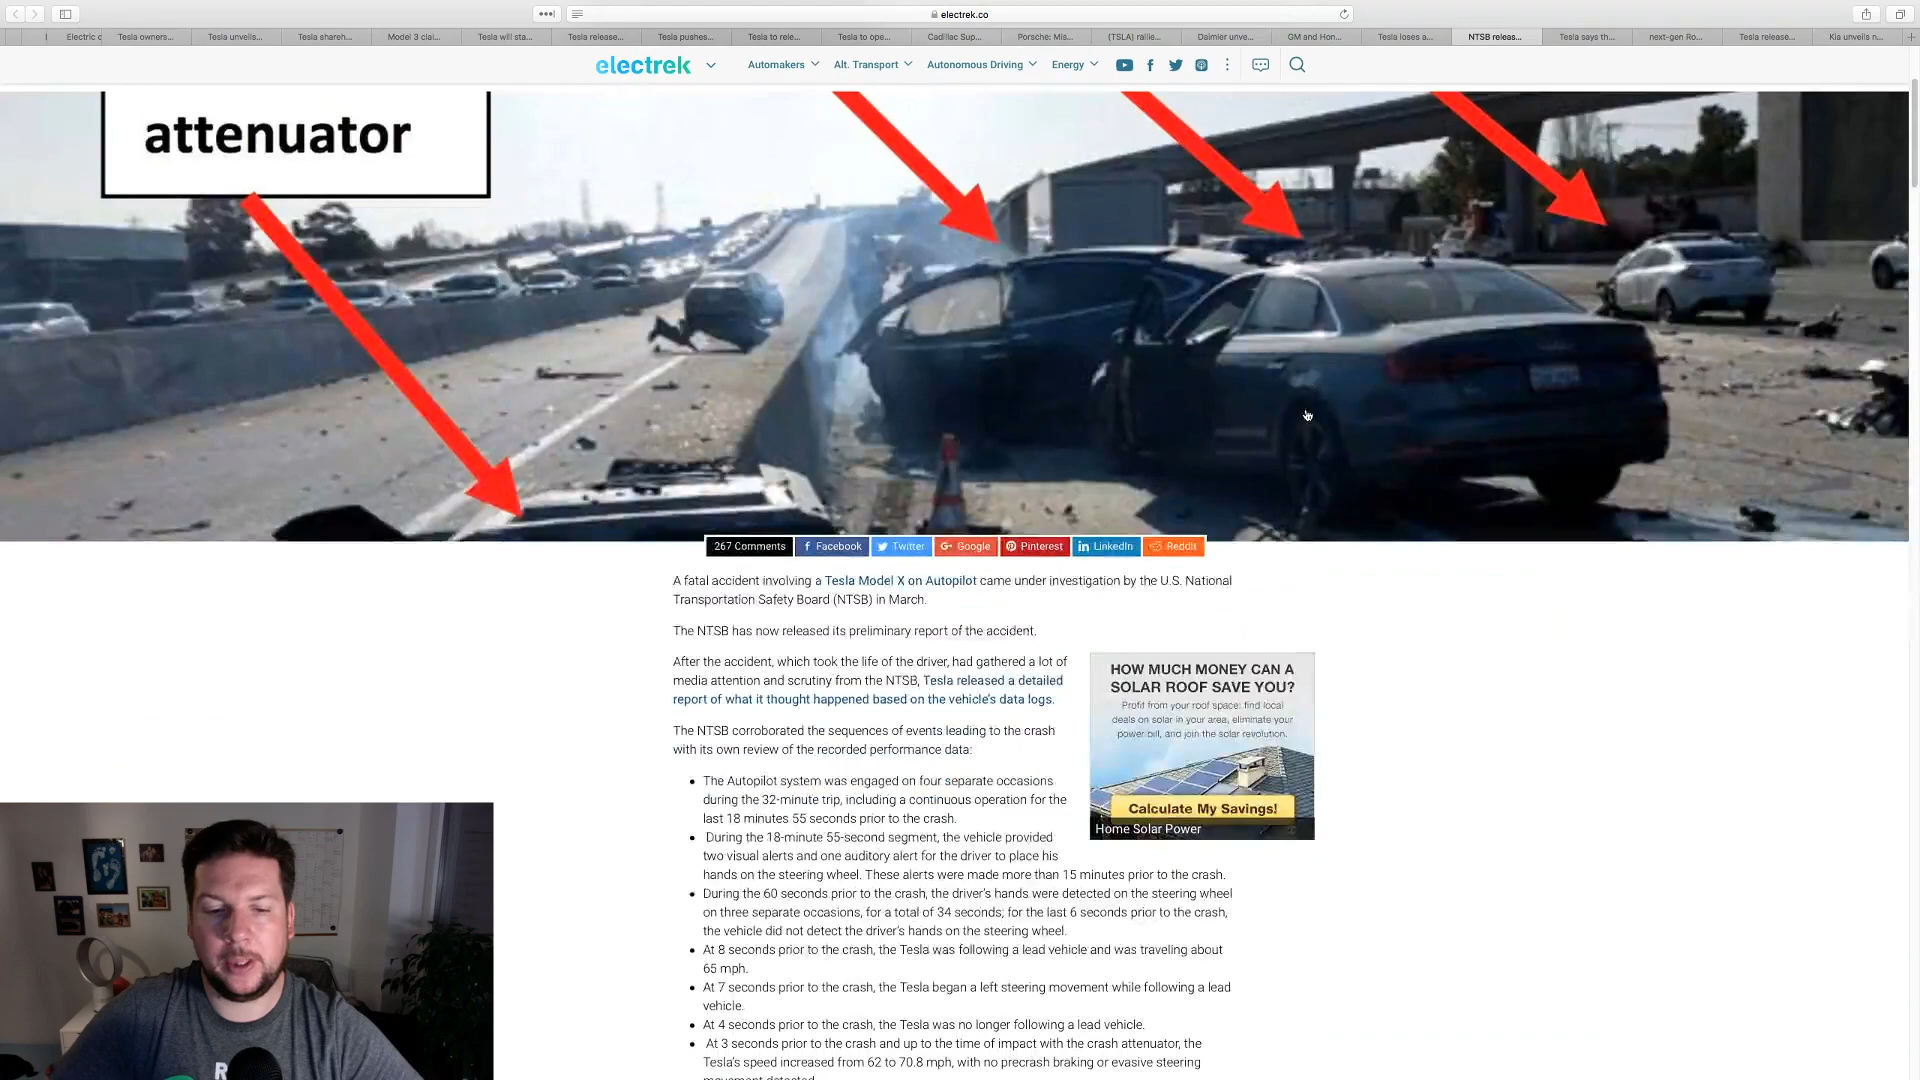 electrek.co
Electric c
Tesla owners...
Tesla unveils...
Tesla shareh...
Model 3 clai...
Tesla will sta...
Tesla release...
Tesla pushes...
Tesla to rele...
Tesla to ope...
Cadillac Sup...
Porsche: Mis...
(TSLA) rallie...
Daimler unve...
GM and Hon...
Tesla loses a...
NTSB releas...
Tesla says th...
next-gen Ro...
Tesla release...
Kia unveils n...
electrek
Automakers
Alt. Transport
Autonomous Driving
Energy
attenuator
267 Comments
Facebook
Twitter
Google
Pinterest
LinkedIn
Reddit
A fatal accident involving a Tesla Model X on Autopilot came under investigation by the U.S. National
Transportation Safety Board (NTSB) in March.
The NTSB has now released its preliminary report of the accident.
After the accident, which took the life of the driver, had gathered a lot of
media attention and scrutiny from the NTSB, Tesla released a detailed
report of what it thought happened based on the vehicle's data logs.
The NTSB corroborated the sequences of events leading to the crash
with its own review of the recorded performance data:
HOW MUCH MONEY CAN A
SOLAR ROOF SAVE YOU?
Profit from your roof space: find local
deals on solar in your area, eliminate your
power bill, and join the solar revolution.
Calculate My Savings!
Home Solar Power
• The Autopilot system was engaged on four separate occasions
during the 32-minute trip, including a continuous operation for the
last 18 minutes 55 seconds prior to the crash.
• During the 18-minute 55-second segment, the vehicle provided
two visual alerts and one auditory alert for the driver to place his
hands on the steering wheel. These alerts were made more than 15 minutes prior to the crash.
• During the 60 seconds prior to the crash, the driver's hands were detected on the steering wheel
on three separate occasions, for a total of 34 seconds; for the last 6 seconds prior to the crash,
the vehicle did not detect the driver's hands on the steering wheel.
• At 8 seconds prior to the crash, the Tesla was following a lead vehicle and was traveling about
65 mph.
• At 7 seconds prior to the crash, the Tesla began a left steering movement while following a lead
vehicle.
• At 4 seconds prior to the crash, the Tesla was no longer following a lead vehicle.
• At 3 seconds prior to the crash and up to the time of impact with the crash attenuator, the
Tesla's speed increased from 62 to 70.8 mph, with no precrash braking or evasive steering
movement detected.